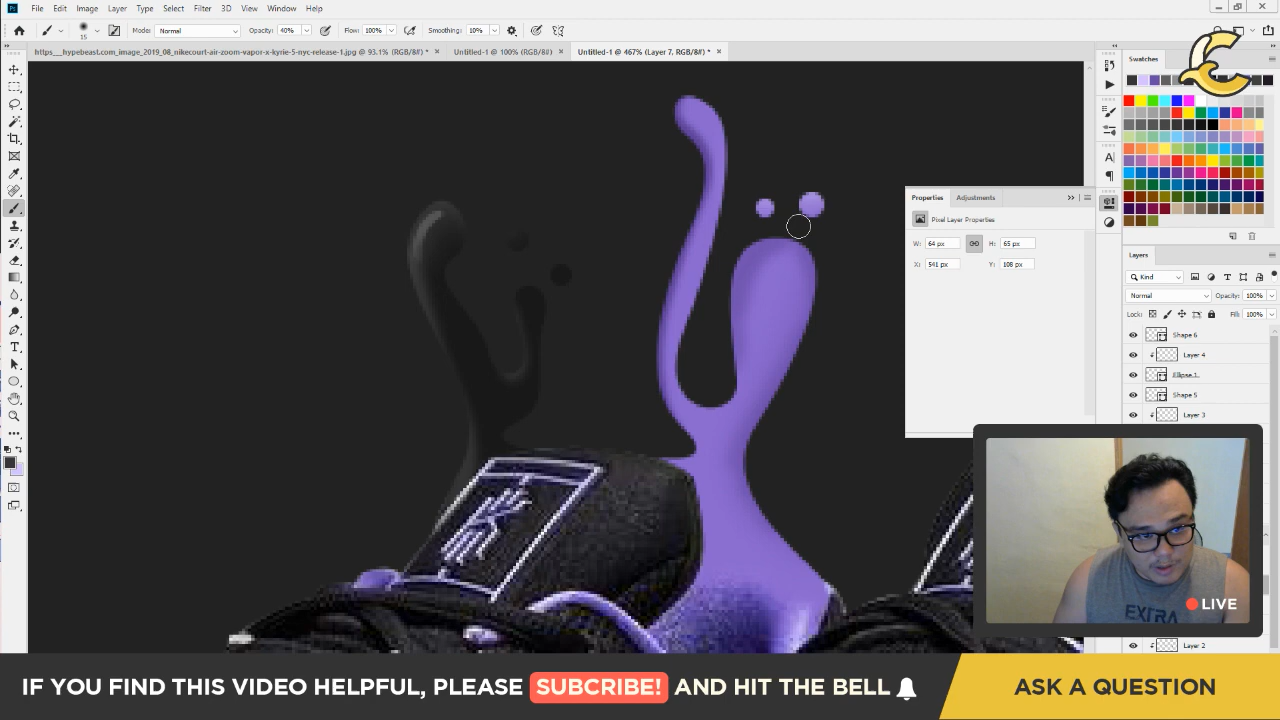 Ps File Edit Image Layer Type Select Filter 3D View Window Help
15 Mode: Normal Opacity: 40% Flow: 100% Smoothing: 10%
https___hypebeast.com_image_2019_08_nikecourt-air-zoom-vapor-x-kyrie-5-nyc-release-1.jpg @ 93.1% (RGB/8#) * × Untitled-1 @ 100% (RGB/8#) × Untitled-1 @ 467% (Layer 7, RGB/8#) * ×
Swatches
Properties Adjustments
Pixel Layer Properties
W: 64 px H: 65 px
X: 541 px Y: 108 px
Layers
Kind
Normal Opacity: 100%
Lock: Fill: 100%
Shape 6
Layer 4
Ellipse 1
Shape 5
Layer 3
Layer 2
EXTRA
LIVE
IF YOU FIND THIS VIDEO HELPFUL, PLEASE SUBCRIBE! AND HIT THE BELL
ASK A QUESTION